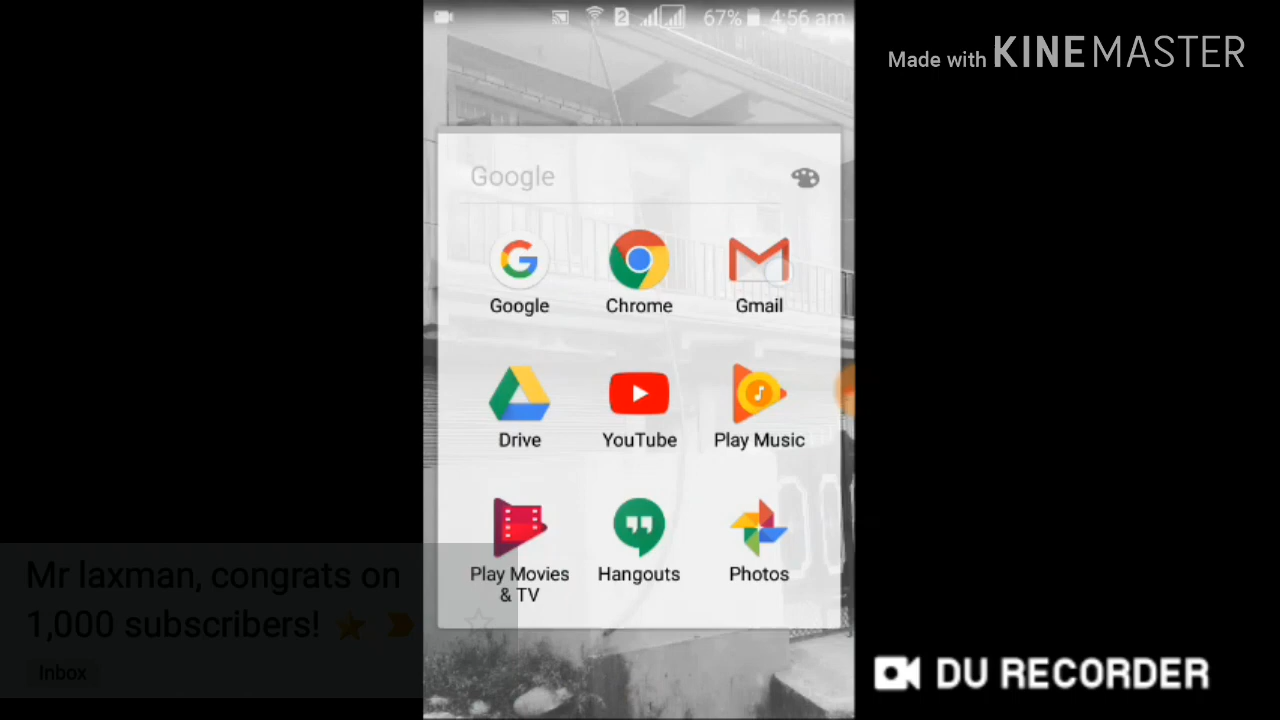 2 67% 4:56 am
Made with KINEMASTER
Google
Google Chrome Gmail
Drive YouTube Play Music
Play Movies Hangouts Photos
& TV
Mr laxman, congrats on
1,000 subscribers!
Inbox
DU RECORDER